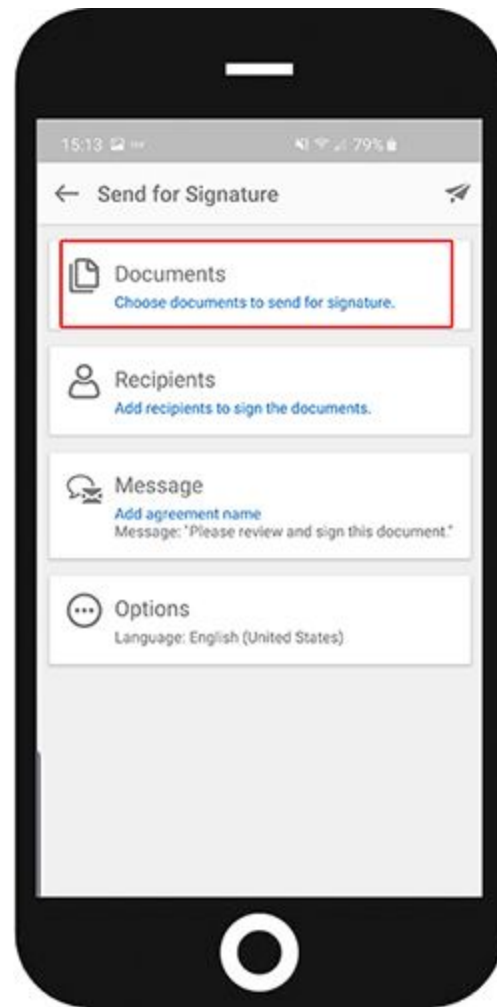 15:13
79%
Send for Signature
Documents
Choose documents to send for signature.
Recipients
Add recipients to sign the documents.
Message
Add agreement name
Message: "Please review and sign this document."
Options
Language: English (United States)